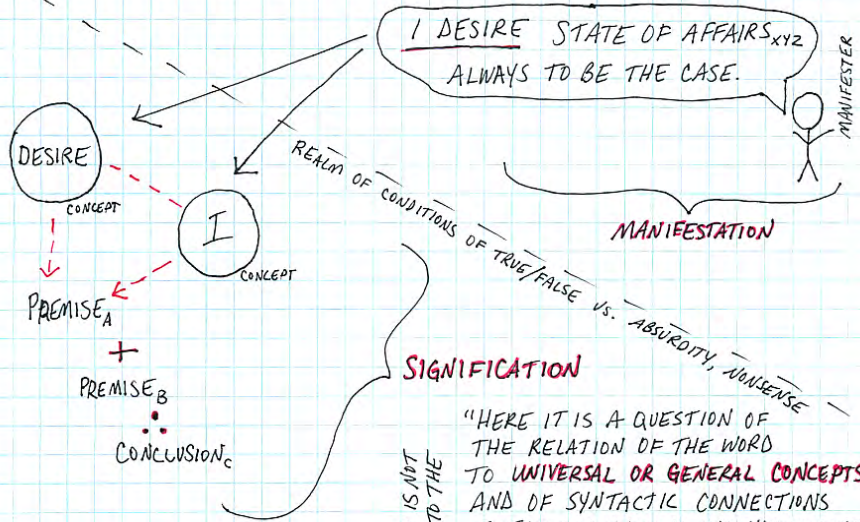 I DESIRE STATE OF AFFAIRS XYZ
ALWAYS TO BE THE CASE.
MANIFESTER
DESIRE
CONCEPT
I
CONCEPT
REALM OF CONDITIONS OF TRUE/FALSE VS. ABSURDITY, NONSENSE
MANIFESTATION
PREMISE A
+
PREMISE B
∴
CONCLUSION C
SIGNIFICATION
"HERE IT IS A QUESTION OF
THE RELATION OF THE WORD
TO UNIVERSAL OR GENERAL CONCEPTS
AND OF SYNTACTIC CONNECTIONS
IS NOT
TO THE